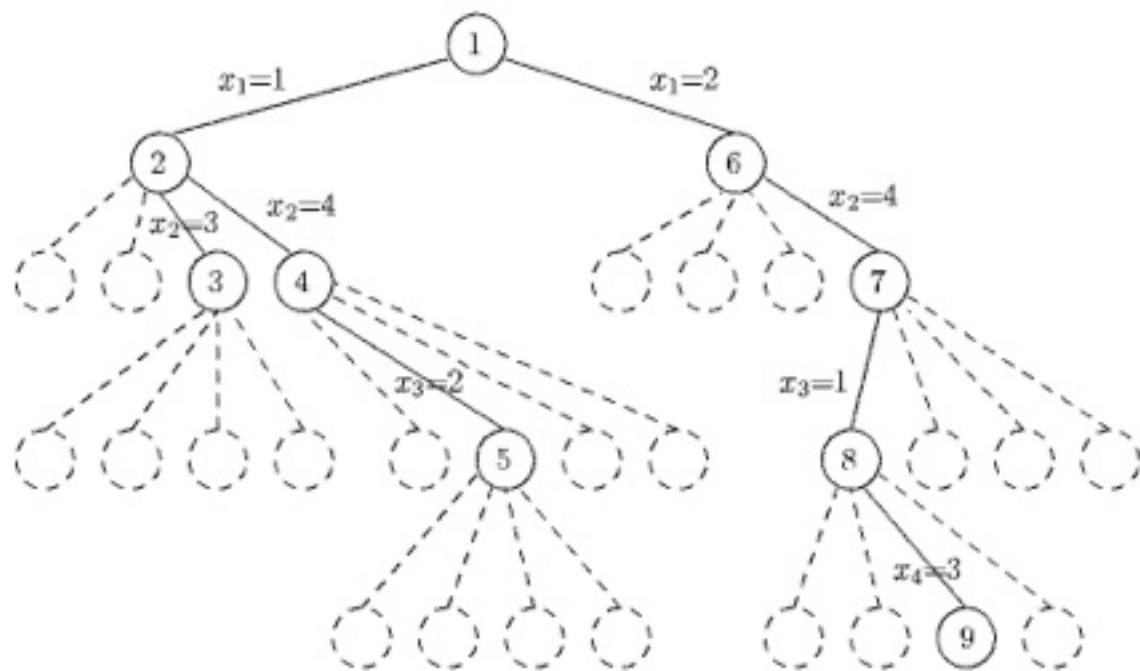 1
x₁=1 x₁=2
2 6
x₂=3 x₂=4 x₂=4
3 4 7
x₃=2 x₃=1
5 8
x₄=3
9